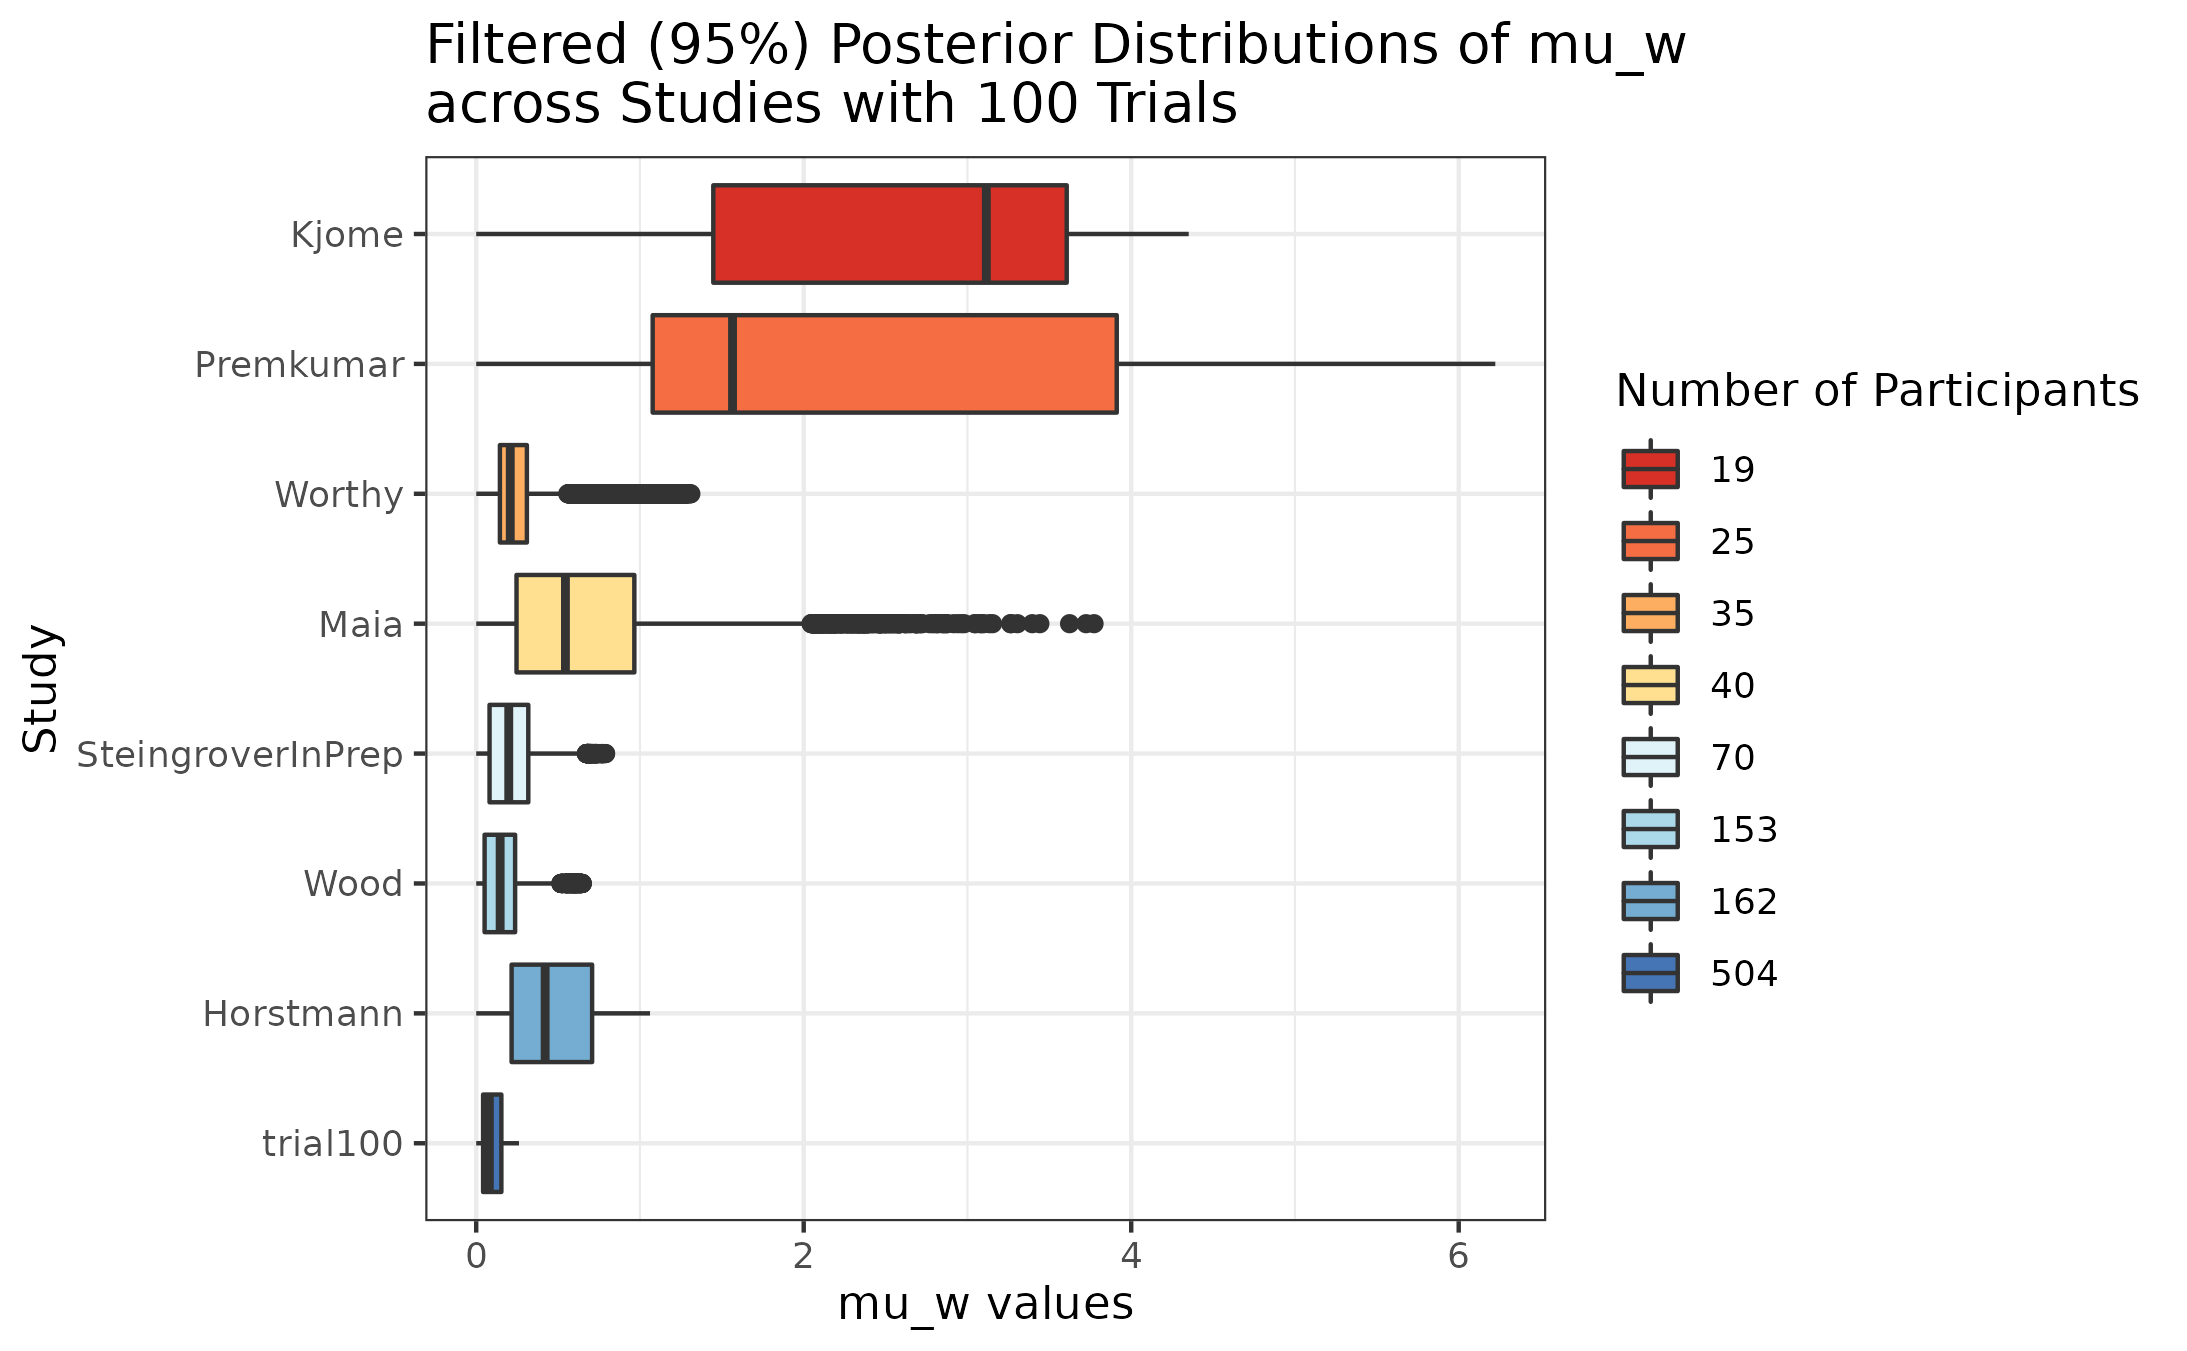 Filtered (95%) Posterior Distributions of mu_w
across Studies with 100 Trials
Study
Kjome
Premkumar
Worthy
Maia
SteingroverInPrep
Wood
Horstmann
trial100
0 2 4 6
mu_w values
Number of Participants
19
25
35
40
70
153
162
504